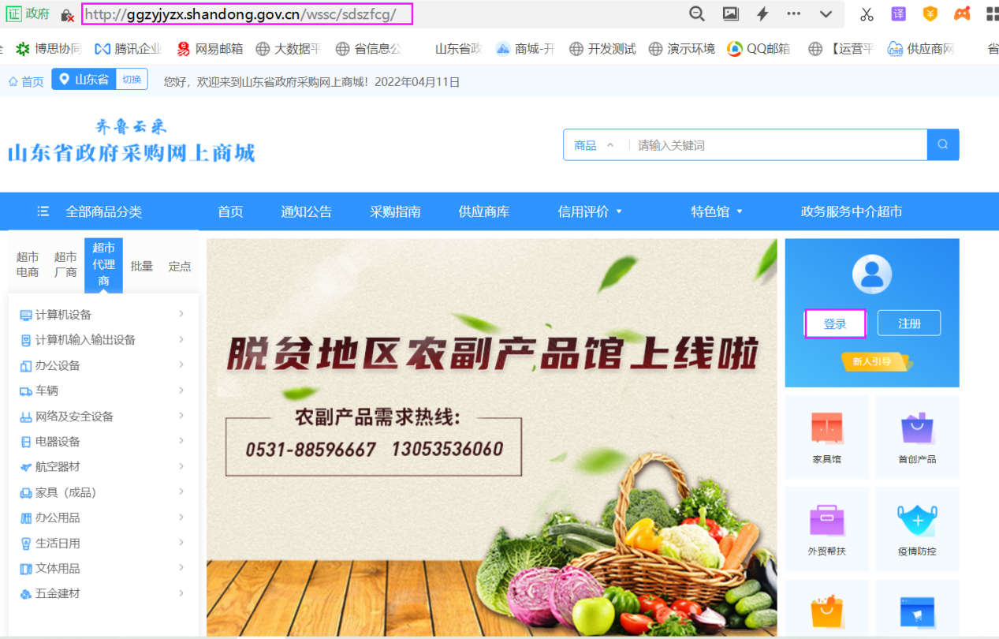 证 政府 http://ggzyjyzx.shandong.gov.cn/wssc/sdszfcg/ 译
博思协同 腾讯企业 网易邮箱 大数据平 省信息公 山东省政 商城-开 开发测试 演示环境 QQ邮箱 【运营平 供应商网 省
首页 山东省 切换 您好，欢迎来到山东省政府采购网上商城！2022年04月11日
齐鲁云采
山东省政府采购网上商城
商品 请输入关键词
全部商品分类 首页 通知公告 采购指南 供应商库 信用评价 特色馆 政务服务中介超市
超市电商 超市厂商 超市代理商 批量 定点
计算机设备
计算机输入输出设备
办公设备
车辆
网络及安全设备
电器设备
航空器材
家具（成品）
办公用品
生活日用
文体用品
五金建材
脱贫地区农副产品馆上线啦
农副产品需求热线:
0531-88596667 13053536060
登录 注册
新人引导
家具馆 首创产品
外贸帮扶 疫情防控